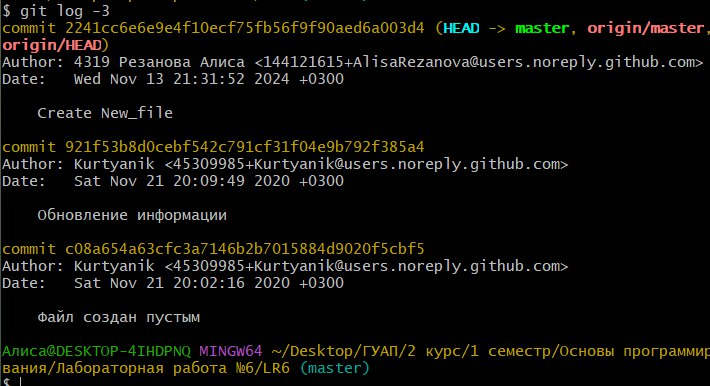 $ git log -3
commit 2241cc6e6e9e4f10ecf75fb56f9f90aed6a003d4 (HEAD -> master, origin/master,
origin/HEAD)
Author: 4319 Резанова Алиса <144121615+AlisaRezanova@users.noreply.github.com>
Date:   Wed Nov 13 21:31:52 2024 +0300
Create New_file
commit 921f53b8d0cebf542c791cf31f04e9b792f385a4
Author: Kurtyanik <45309985+Kurtyanik@users.noreply.github.com>
Date:   Sat Nov 21 20:09:49 2020 +0300
Обновление информации
commit c08a654a63cfc3a7146b2b7015884d9020f5cbf5
Author: Kurtyanik <45309985+Kurtyanik@users.noreply.github.com>
Date:   Sat Nov 21 20:02:16 2020 +0300
Файл создан пустым
Алиса@DESKTOP-4IHDPNQ MINGW64 ~/Desktop/ГУАП/2 курс/1 семестр/Основы программир
вания/Лабораторная работа №6/LR6 (master)
$